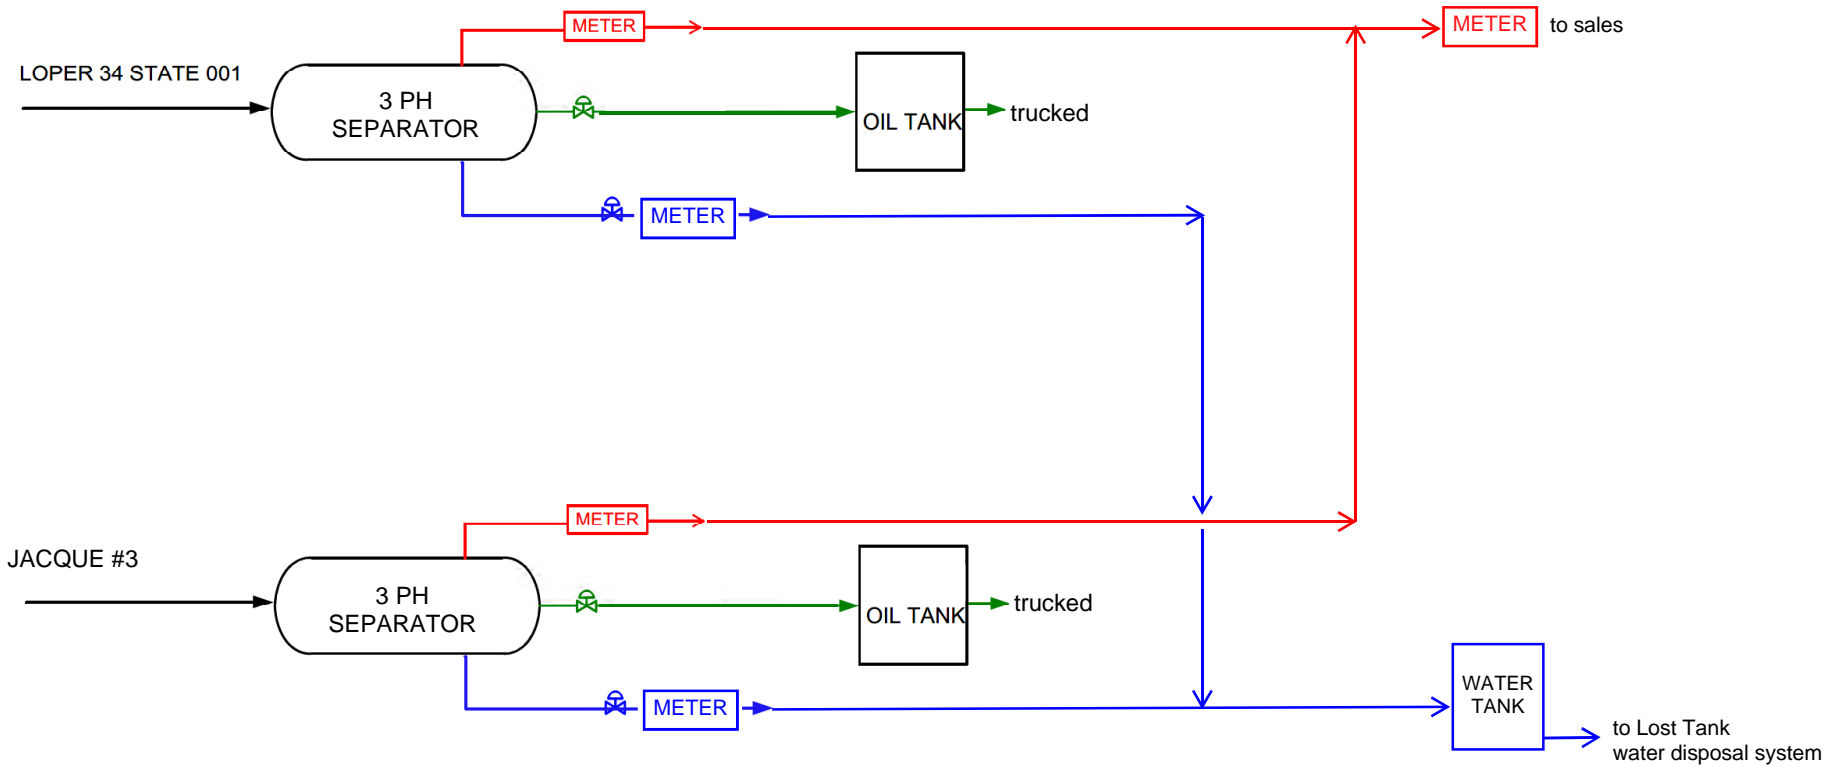 METER
METER to sales
LOPER 34 STATE 001
3 PH
SEPARATOR
OIL TANK
trucked
METER
METER
JACQUE #3
3 PH
SEPARATOR
OIL TANK
trucked
METER
WATER
TANK
to Lost Tank
water disposal system